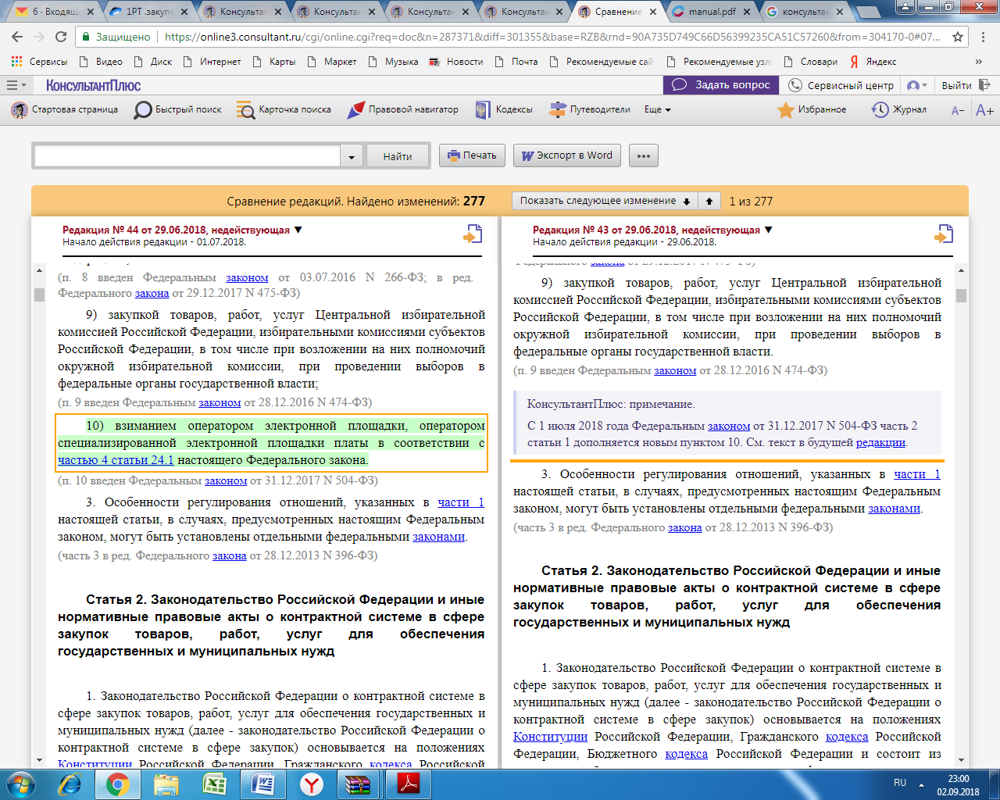 6 · Входящи
1РТ .закупк
Консультан
Консультан
Консультан
Консультан
Сравнение
manual.pdf
консультан
Защищено
https://online3.consultant.ru/cgi/online.cgi?req=doc&n=287371&diff=301355&base=RZB&rnd=90A735D749C66D56399235CA51C57260&from=304170-0#07...
Сервисы Видео Диск Интернет Карты Маркет Музыка Новости Почта Рекомендуемые сай Рекомендуемые узл Словари Яндекс »
КонсультантПлюс
Задать вопрос Сервисный центр Выйти
Стартовая страница Быстрый поиск Карточка поиска Правовой навигатор Кодексы Путеводители Еще Избранное Журнал A− A+
Найти Печать Экспорт в Word •••
Сравнение редакций. Найдено изменений: 277 Показать следующее изменение 1 из 277
Редакция № 44 от 29.06.2018, недействующая ▼
Начало действия редакции - 01.07.2018.
(п. 8 введен Федеральным законом от 03.07.2016 N 266-ФЗ; в ред.
Федерального закона от 29.12.2017 N 475-ФЗ)
9) закупкой товаров, работ, услуг Центральной избирательной
комиссией Российской Федерации, избирательными комиссиями субъектов
Российской Федерации, в том числе при возложении на них полномочий
окружной избирательной комиссии, при проведении выборов в
федеральные органы государственной власти;
(п. 9 введен Федеральным законом от 28.12.2016 N 474-ФЗ)
10) взиманием оператором электронной площадки, оператором
специализированной электронной площадки платы в соответствии с
частью 4 статьи 24.1 настоящего Федерального закона.
(п. 10 введен Федеральным законом от 31.12.2017 N 504-ФЗ)
3. Особенности регулирования отношений, указанных в части 1
настоящей статьи, в случаях, предусмотренных настоящим Федеральным
законом, могут быть установлены отдельными федеральными законами.
(часть 3 в ред. Федерального закона от 28.12.2013 N 396-ФЗ)
Статья 2. Законодательство Российской Федерации и иные
нормативные правовые акты о контрактной системе в сфере
закупок товаров, работ, услуг для обеспечения
государственных и муниципальных нужд
1. Законодательство Российской Федерации о контрактной системе в
сфере закупок товаров, работ, услуг для обеспечения государственных и
муниципальных нужд (далее - законодательство Российской Федерации о
контрактной системе в сфере закупок) основывается на положениях
Конституции Российской Федерации, Гражданского кодекса Российской
Редакция № 43 от 29.06.2018, недействующая ▼
Начало действия редакции - 29.06.2018.
Федерального закона от 29.12.2017 N 475-ФЗ)
9) закупкой товаров, работ, услуг Центральной избирательной
комиссией Российской Федерации, избирательными комиссиями субъектов
Российской Федерации, в том числе при возложении на них полномочий
окружной избирательной комиссии, при проведении выборов в
федеральные органы государственной власти.
(п. 9 введен Федеральным законом от 28.12.2016 N 474-ФЗ)
КонсультантПлюс: примечание.
С 1 июля 2018 года Федеральным законом от 31.12.2017 N 504-ФЗ часть 2
статьи 1 дополняется новым пунктом 10. См. текст в будущей редакции.
3. Особенности регулирования отношений, указанных в части 1
настоящей статьи, в случаях, предусмотренных настоящим Федеральным
законом, могут быть установлены отдельными федеральными законами.
(часть 3 в ред. Федерального закона от 28.12.2013 N 396-ФЗ)
Статья 2. Законодательство Российской Федерации и иные
нормативные правовые акты о контрактной системе в сфере
закупок товаров, работ, услуг для обеспечения
государственных и муниципальных нужд
1. Законодательство Российской Федерации о контрактной системе в
сфере закупок товаров, работ, услуг для обеспечения государственных и
муниципальных нужд (далее - законодательство Российской Федерации о
контрактной системе в сфере закупок) основывается на положениях
Конституции Российской Федерации, Гражданского кодекса Российской
Федерации, Бюджетного кодекса Российской Федерации и состоит из
RU 23:00
02.09.2018